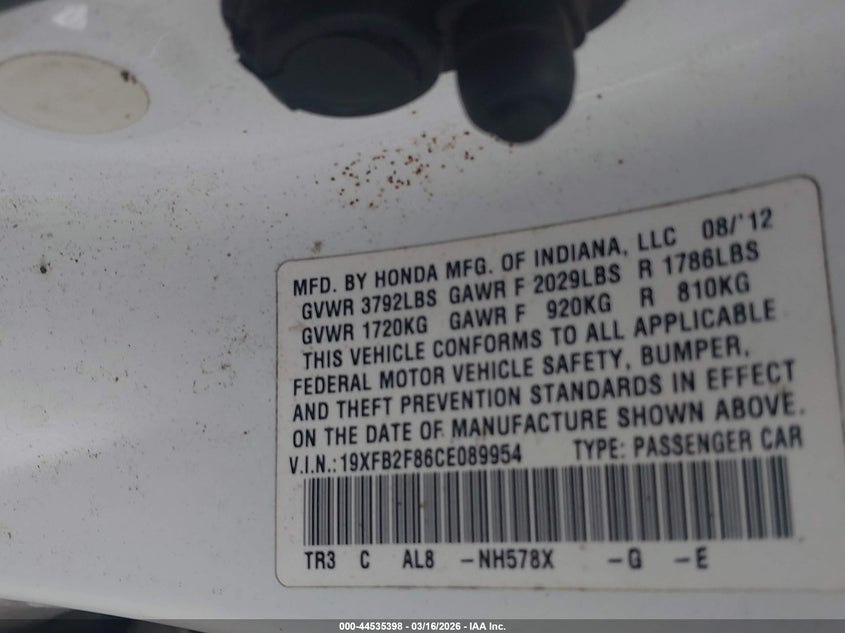 MFD. BY HONDA MFG. OF INDIANA, LLC 08/'12
GVWR 3792LBS GAWR F 2029LBS R 1786LBS
GVWR 1720KG GAWR F 920KG R 810KG
THIS VEHICLE CONFORMS TO ALL APPLICABLE
FEDERAL MOTOR VEHICLE SAFETY, BUMPER,
AND THEFT PREVENTION STANDARDS IN EFFECT
ON THE DATE OF MANUFACTURE SHOWN ABOVE.
V.I.N.:19XFB2F86CE089954 TYPE: PASSENGER CAR
TR3 C AL8 -NH578X -G -E
000-44535398 - 03/16/2026 - IAA Inc.